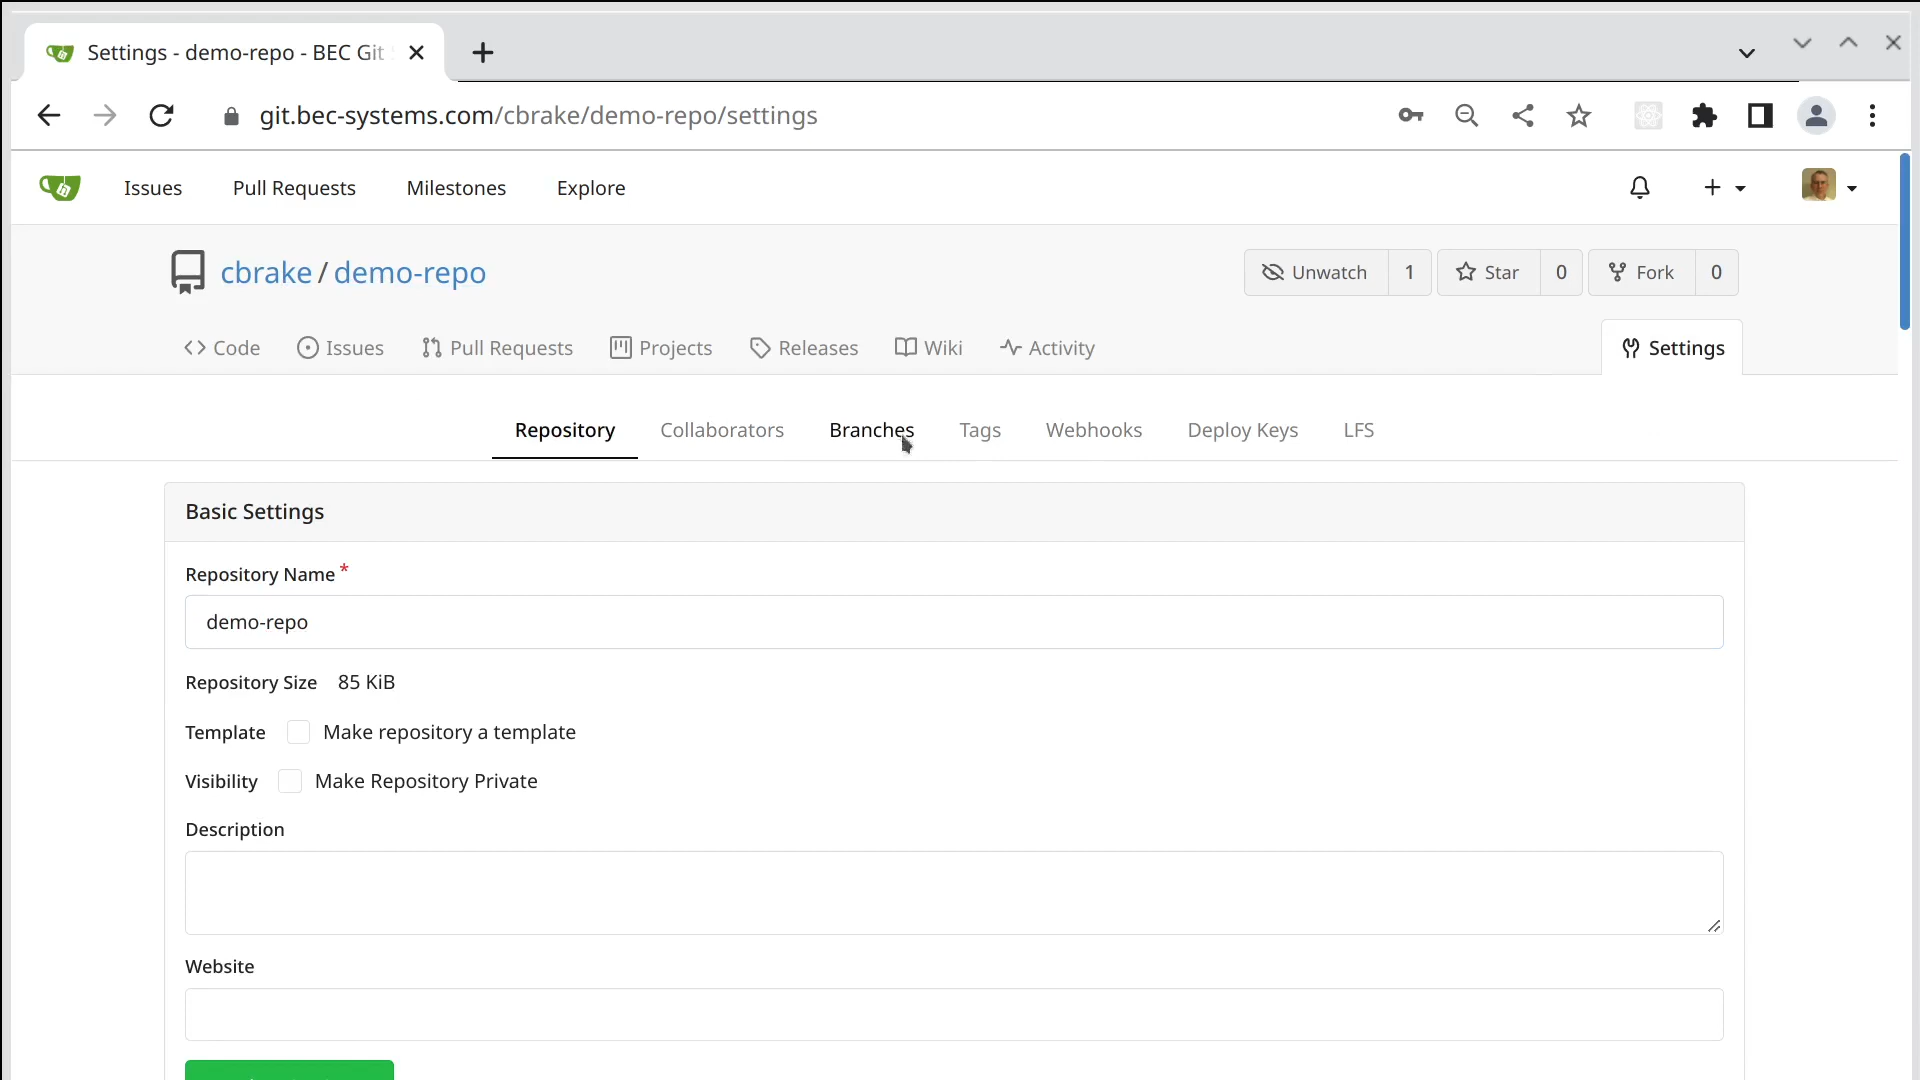 Settings - demo-repo - BEC Git
git.bec-systems.com/cbrake/demo-repo/settings
Issues Pull Requests Milestones Explore
cbrake / demo-repo
Unwatch 1 Star 0 Fork 0
Code Issues Pull Requests Projects Releases Wiki Activity Settings
Repository Collaborators Branches Tags Webhooks Deploy Keys LFS
Basic Settings
Repository Name *
demo-repo
Repository Size 85 KiB
Template Make repository a template
Visibility Make Repository Private
Description
Website